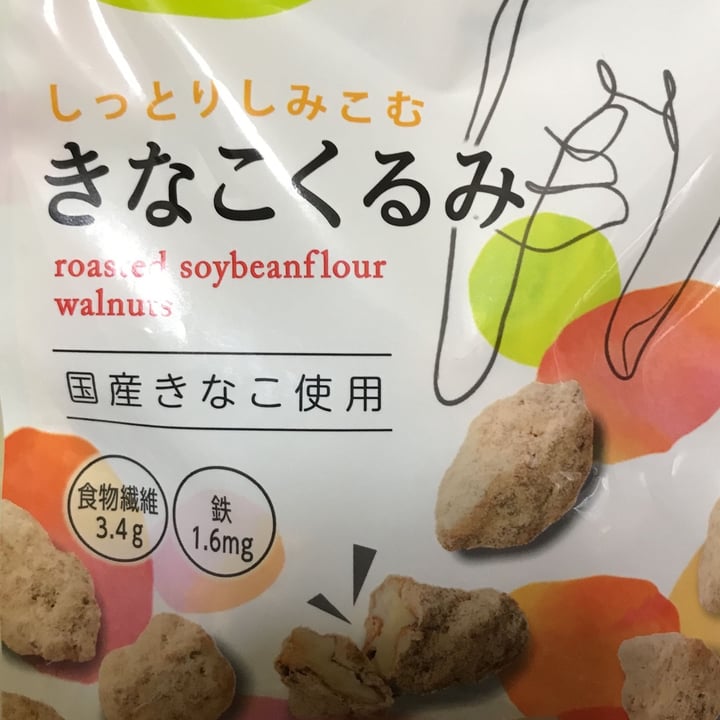 しっとりしみこむ
きなこくるみ
roasted soybeanflour
walnuts
国産きなこ使用
食物繊維
3.4g
鉄
1.6mg